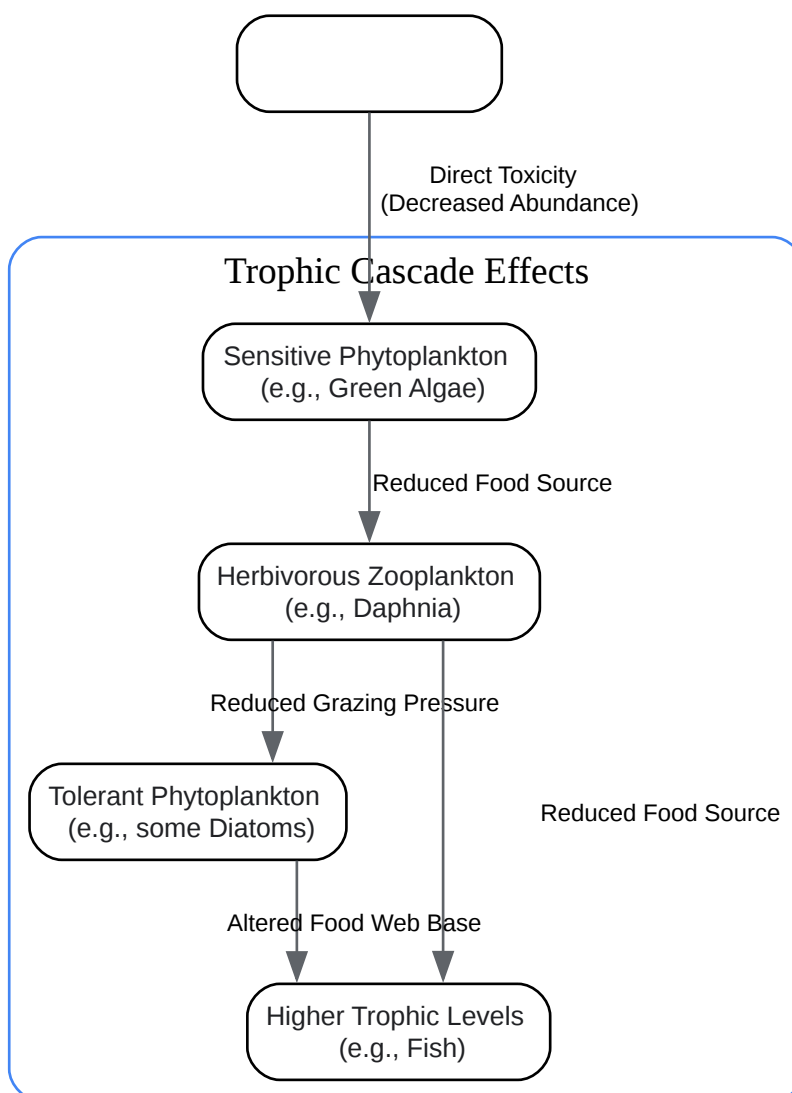 Direct Toxicity
(Decreased Abundance)
Trophic Cascade Effects
Sensitive Phytoplankton
(e.g., Green Algae)
Reduced Food Source
Herbivorous Zooplankton
(e.g., Daphnia)
Reduced Grazing Pressure
Tolerant Phytoplankton
(e.g., some Diatoms)
Reduced Food Source
Altered Food Web Base
Higher Trophic Levels
(e.g., Fish)